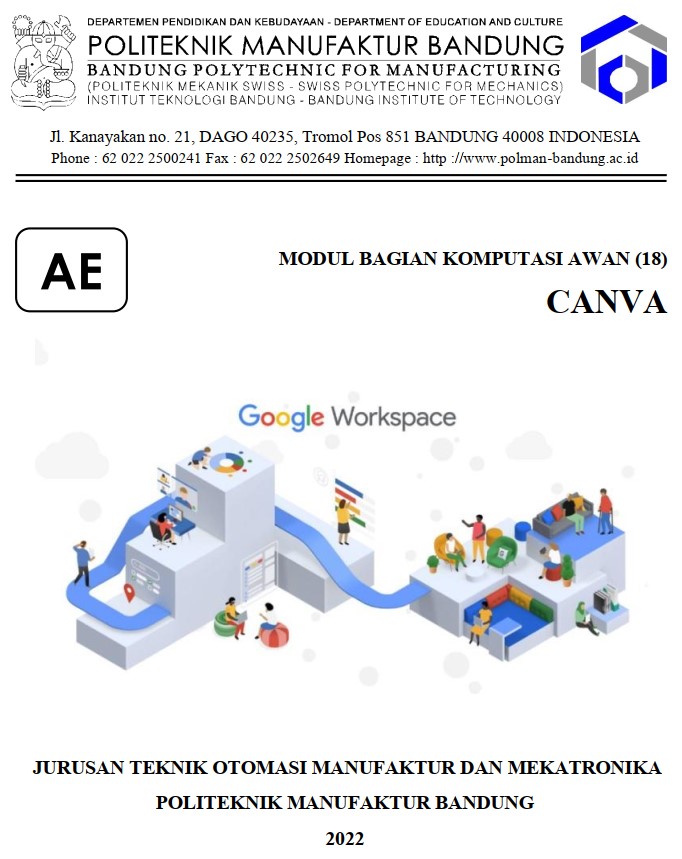 DEPARTEMEN PENDIDIKAN DAN KEBUDAYAAN - DEPARTMENT OF EDUCATION AND CULTURE
POLITEKNIK MANUFAKTUR BANDUNG
BANDUNG POLYTECHNIC FOR MANUFACTURING
(POLITEKNIK MEKANIK SWISS - SWISS POLYTECHNIC FOR MECHANICS)
INSTITUT TEKNOLOGI BANDUNG - BANDUNG INSTITUTE OF TECHNOLOGY
Jl. Kanayakan no. 21, DAGO 40235, Tromol Pos 851 BANDUNG 40008 INDONESIA
Phone : 62 022 2500241 Fax : 62 022 2502649 Homepage : http ://www.polman-bandung.ac.id
AE
MODUL BAGIAN KOMPUTASI AWAN (18)
CANVA
Google Workspace
JURUSAN TEKNIK OTOMASI MANUFAKTUR DAN MEKATRONIKA
POLITEKNIK MANUFAKTUR BANDUNG
2022